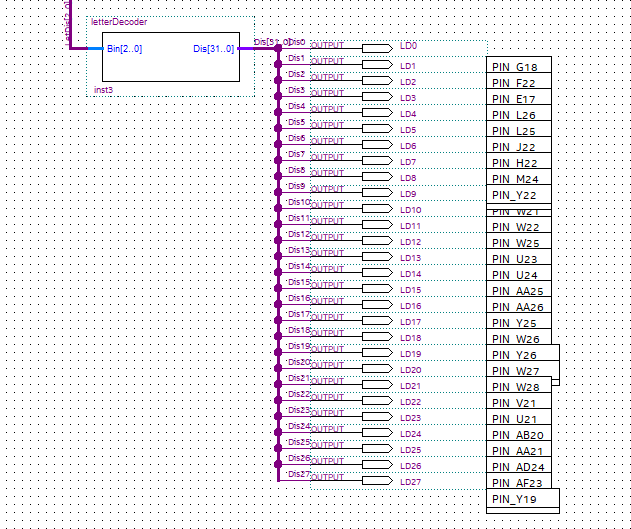 letterDecoder
Bin[2..0] Dis[31..0]
inst3
Dis0 OUTPUT LD0
Dis1 OUTPUT LD1 PIN_G18
Dis2 OUTPUT LD2 PIN_F22
Dis3 OUTPUT LD3 PIN_E17
Dis4 OUTPUT LD4 PIN_L26
Dis5 OUTPUT LD5 PIN_L25
Dis6 OUTPUT LD6 PIN_J22
Dis7 OUTPUT LD7 PIN_H22
Dis8 OUTPUT LD8 PIN_M24
Dis9 OUTPUT LD9 PIN_Y22
Dis10 OUTPUT LD10 PIN_W21
Dis11 OUTPUT LD11 PIN_W22
Dis12 OUTPUT LD12 PIN_W25
Dis13 OUTPUT LD13 PIN_U23
Dis14 OUTPUT LD14 PIN_U24
Dis15 OUTPUT LD15 PIN_AA25
Dis16 OUTPUT LD16 PIN_AA26
Dis17 OUTPUT LD17 PIN_Y25
Dis18 OUTPUT LD18 PIN_W26
Dis19 OUTPUT LD19 PIN_Y26
Dis20 OUTPUT LD20 PIN_W27
Dis21 OUTPUT LD21 PIN_W28
Dis22 OUTPUT LD22 PIN_V21
Dis23 OUTPUT LD23 PIN_U21
Dis24 OUTPUT LD24 PIN_AB20
Dis25 OUTPUT LD25 PIN_AA21
Dis26 OUTPUT LD26 PIN_AD24
Dis27 OUTPUT LD27 PIN_AF23
PIN_Y19